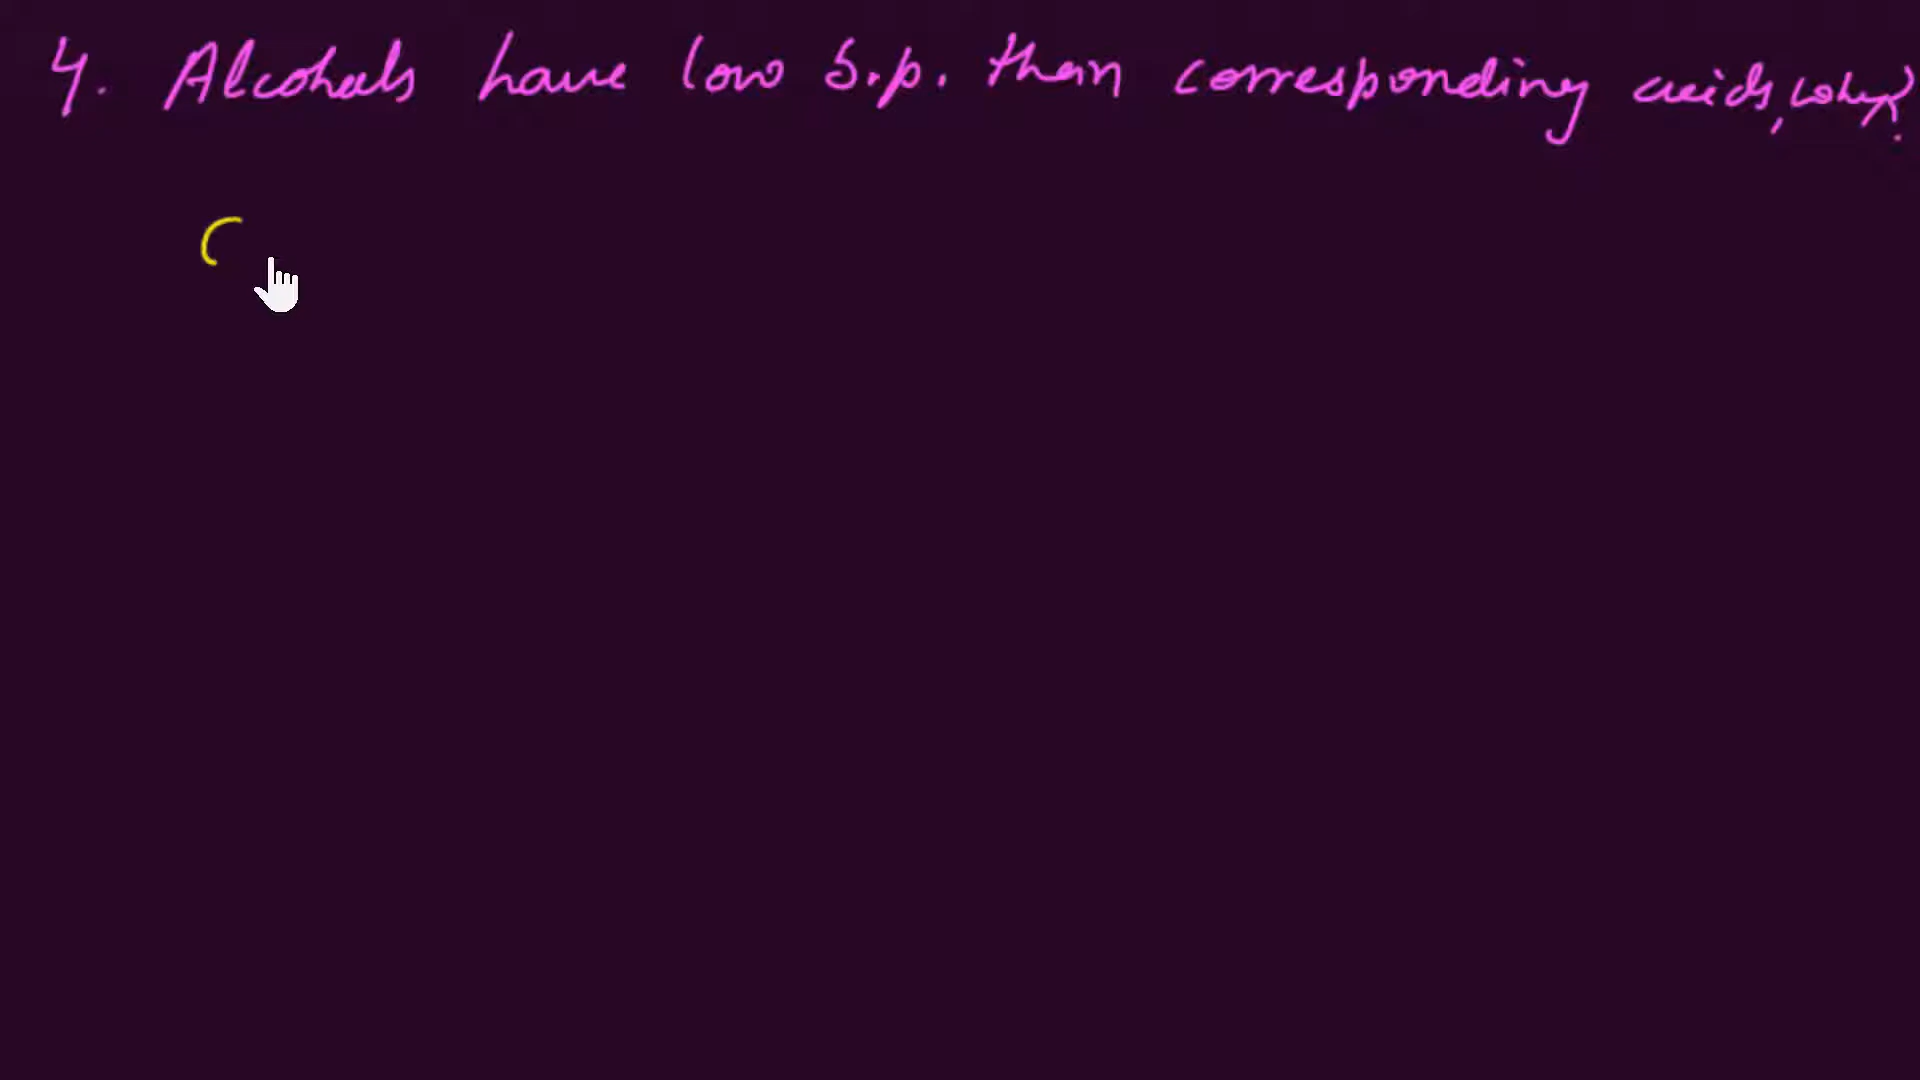 4. Alcohols have low b.p. than corresponding acids, why?
C